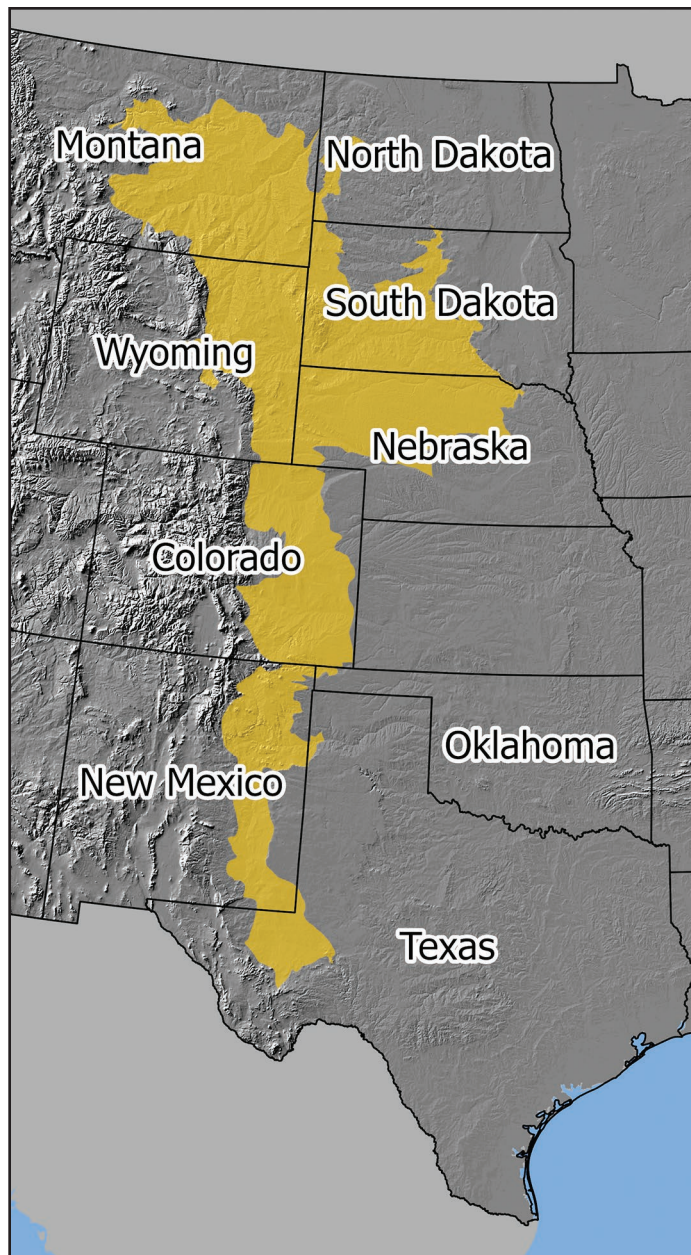 Montana
North Dakota
South Dakota
Wyoming
Nebraska
Colorado
Oklahoma
New Mexico
Texas